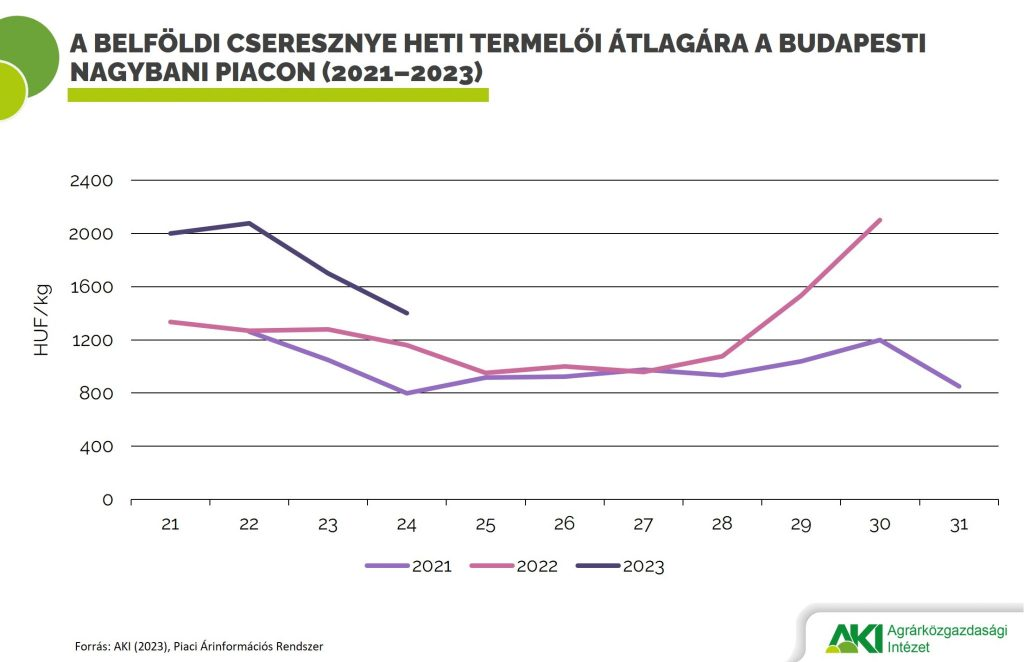 A BELFÖLDI CSERESZNYE HETI TERMELŐI ÁTLAGÁRA A BUDAPESTI
NAGYBANI PIACON (2021–2023)
2400
2000
1600
1200
800
400
0
HUF/kg
21 22 23 24 25 26 27 28 29 30 31
2021 2022 2023
Forrás: AKI (2023), Piaci Árinformációs Rendszer
AKI Agrárközgazdasági
Intézet